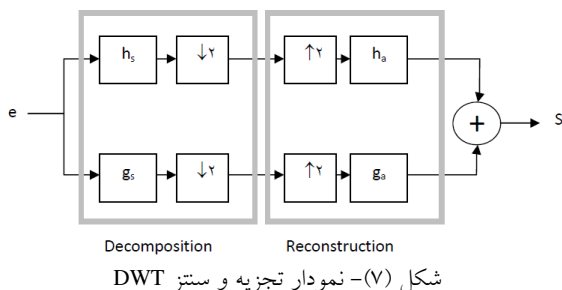 hₛ ↓۲ ↑۲ hₐ
e + S
gₛ ↓۲ ↑۲ gₐ
Decomposition Reconstruction
شکل (۷)- نمودار تجزیه و سنتز DWT